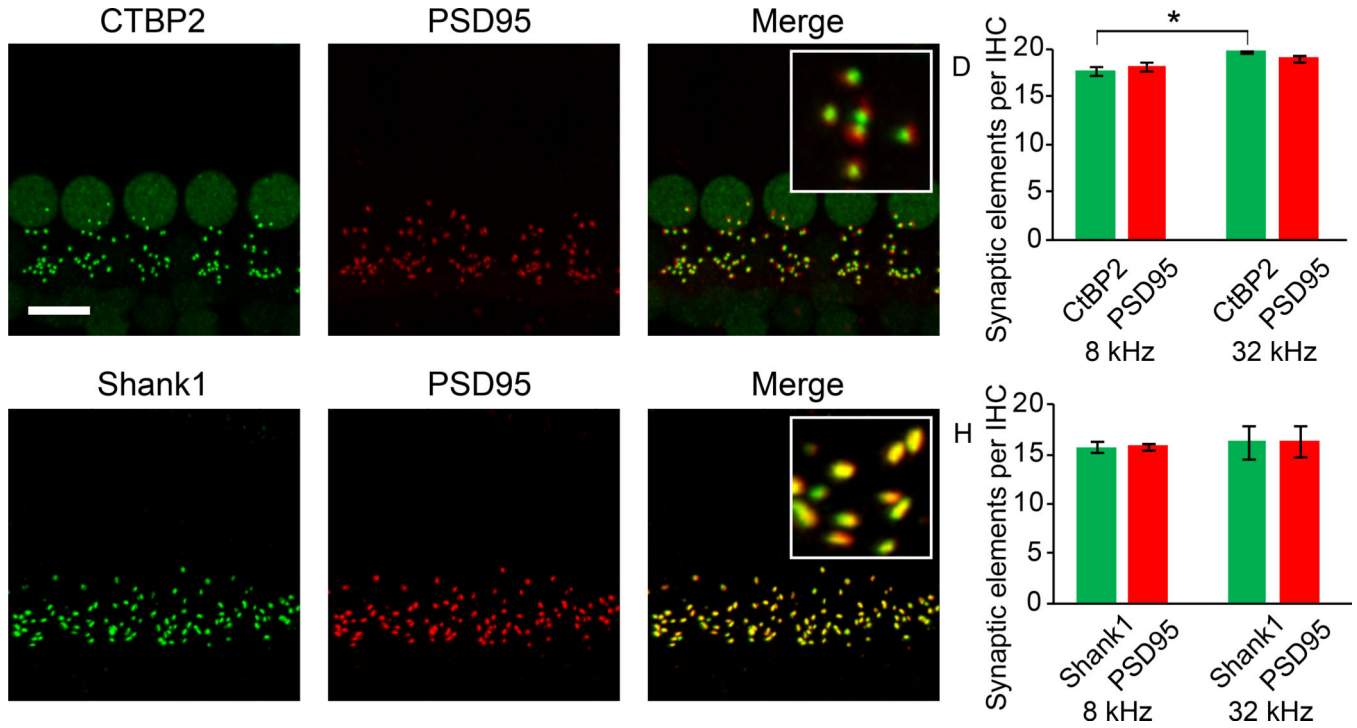 CTBP2
PSD95
Merge
D
Synaptic elements per IHC
20
15
10
5
0
*
CtBP2
PSD95
CtBP2
PSD95
8 kHz
32 kHz
Shank1
PSD95
Merge
H
Synaptic elements per IHC
20
15
10
5
0
Shank1
PSD95
Shank1
PSD95
8 kHz
32 kHz